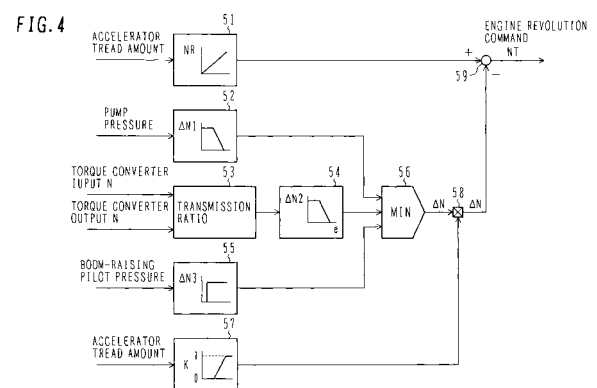 FIG.4
ACCELERATOR
TREAD AMOUNT
51
NR
ENGINE REVOLUTION
COMMAND
NT
+
59
−
52
PUMP
PRESSURE
ΔN1
TORQUE CONVERTER
IUPUT N
TORQUE CONVERTER
OUTPUT N
53
TRANSMISSION
RATIO
54
ΔN2
e
56
MIN
ΔN
58
ΔN
55
BOOM-RAISING
PILOT PRESSURE
ΔN3
57
ACCELERATOR
TREAD AMOUNT
K
1
0